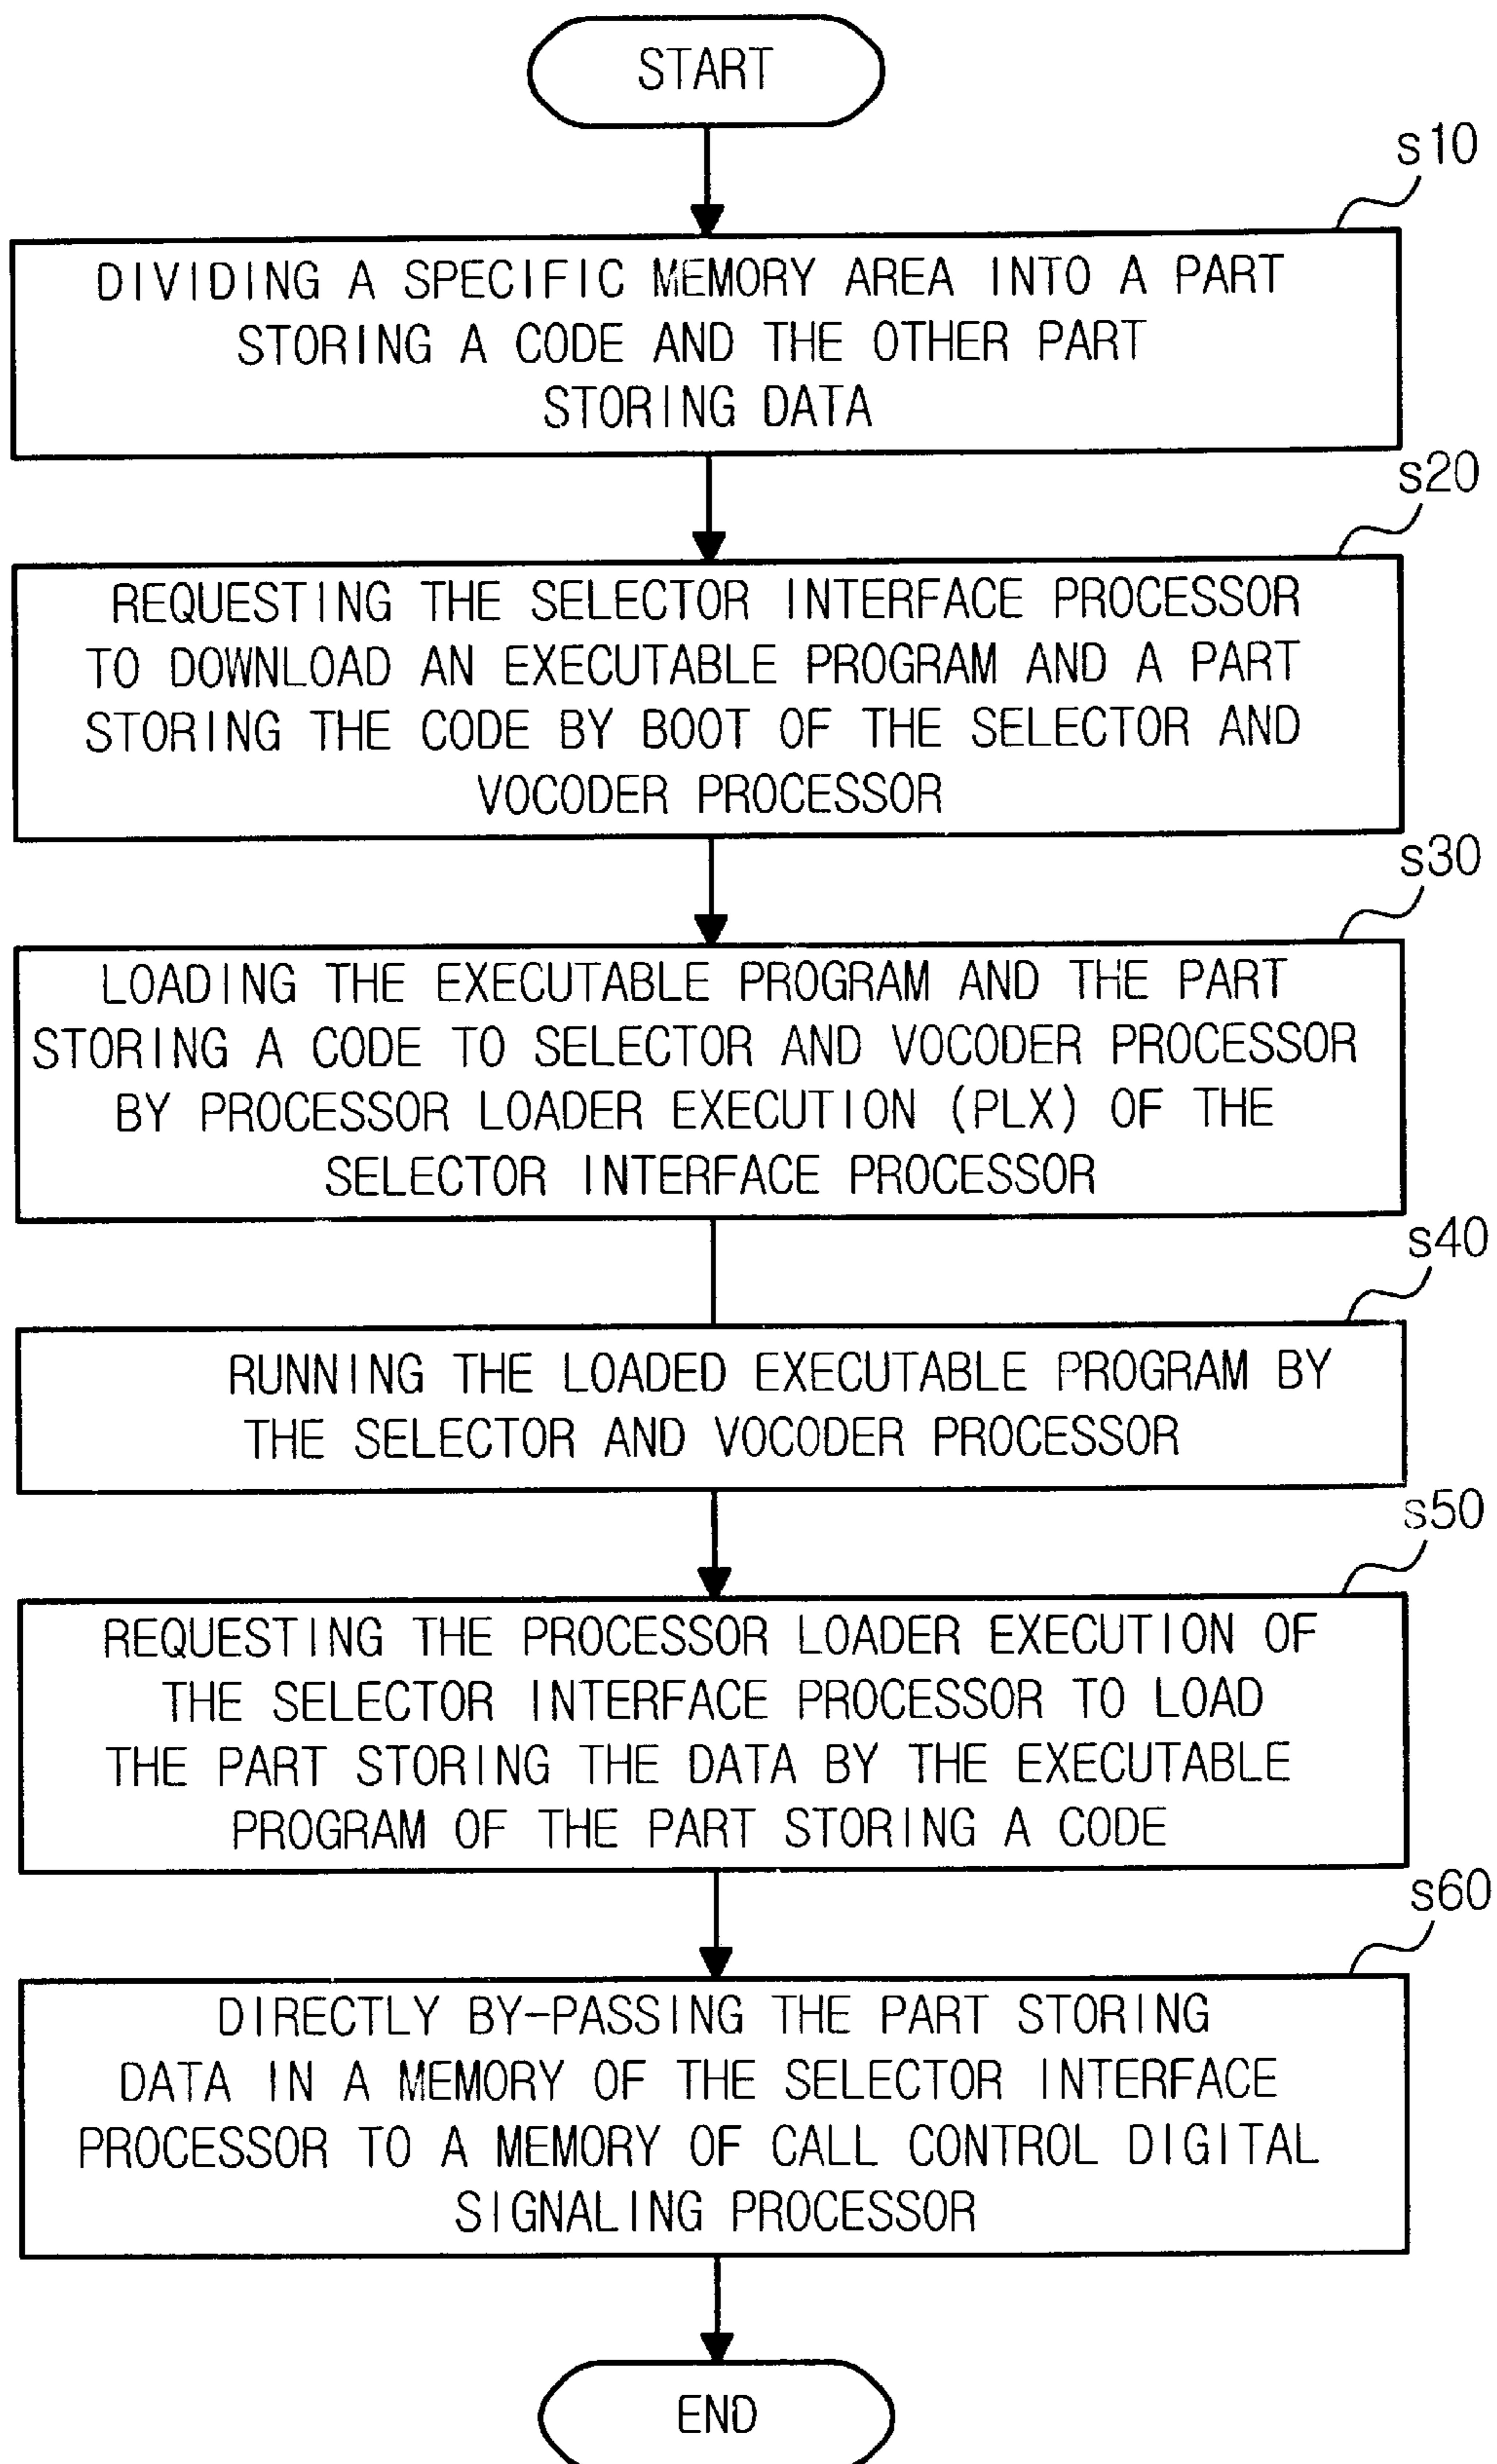 START
s10
DIVIDING A SPECIFIC MEMORY AREA INTO A PART
STORING A CODE AND THE OTHER PART
STORING DATA
s20
REQUESTING THE SELECTOR INTERFACE PROCESSOR
TO DOWNLOAD AN EXECUTABLE PROGRAM AND A PART
STORING THE CODE BY BOOT OF THE SELECTOR AND
VOCODER PROCESSOR
s30
LOADING THE EXECUTABLE PROGRAM AND THE PART
STORING A CODE TO SELECTOR AND VOCODER PROCESSOR
BY PROCESSOR LOADER EXECUTION (PLX) OF THE
SELECTOR INTERFACE PROCESSOR
s40
RUNNING THE LOADED EXECUTABLE PROGRAM BY
THE SELECTOR AND VOCODER PROCESSOR
s50
REQUESTING THE PROCESSOR LOADER EXECUTION OF
THE SELECTOR INTERFACE PROCESSOR TO LOAD
THE PART STORING THE DATA BY THE EXECUTABLE
PROGRAM OF THE PART STORING A CODE
s60
DIRECTLY BY-PASSING THE PART STORING
DATA IN A MEMORY OF THE SELECTOR INTERFACE
PROCESSOR TO A MEMORY OF CALL CONTROL DIGITAL
SIGNALING PROCESSOR
END